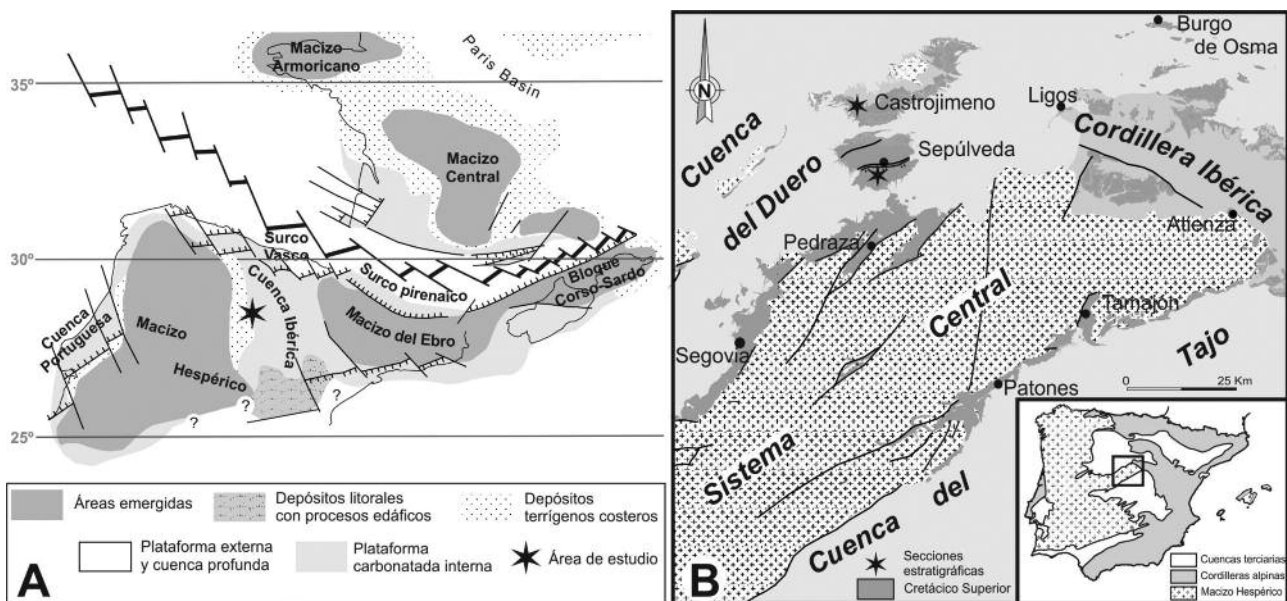 Macizo
Armoricano
Paris Basin
35º
Macizo
Central
Surco
Vasco
30º
Surco pirenaico
Bloque
Corso-Sardo
Cuenca Ibérica
Cuenca
Portuguesa
Macizo
Hespérico
Macizo del Ebro
?
?
?
25º
Áreas emergidas
Depósitos litorales
con procesos edáficos
Depósitos
terrígenos costeros
Plataforma externa
y cuenca profunda
Plataforma
carbonatada interna
Área de estudio
A
N
Burgo
de Osma
Castrojimeno
Ligos
Cordillera Ibérica
Cuenca
del Duero
Sepúlveda
Atienza
Pedraza
Central
Tamajón
Segovia
Tajo
Patones
0 25 Km
Sistema
del
Cuenca
Secciones
estratigráficas
Cretácico Superior
B
Cuencas terciarias
Cordilleras alpinas
Macizo Hespérico